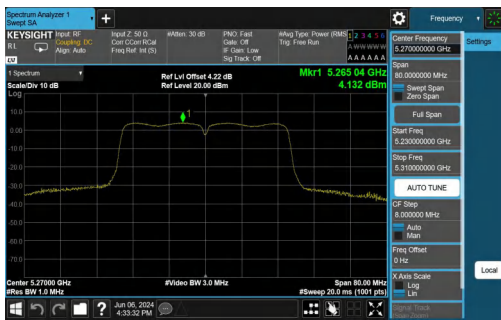 Spectrum Analyzer 1
Swept SA
+
Frequency
KEYSIGHT
Input: RF
Input Z: 50 Ω
#Atten: 30 dB
PNO: Fast
#Avg Type: Power (RMS)
1 2 3 4 5 6
RL
Coupling: DC
Corr CCorr RCal
Gate: Off
Trig: Free Run
A W W W W W
Align: Auto
Freq Ref: Int (S)
IF Gain: Low
A A A A A A
Sig Track: Off
LXI
Center Frequency
5.270000000 GHz
Settings
Span
80.0000000 MHz
Swept Span
Zero Span
Full Span
Start Freq
5.230000000 GHz
Stop Freq
5.310000000 GHz
AUTO TUNE
CF Step
8.000000 MHz
Auto
Man
Freq Offset
0 Hz
X Axis Scale
Log
Lin
Local
Signal Track
1 Spectrum
Ref Lvl Offset 4.22 dB
Mkr1 5.265 04 GHz
Scale/Div 10 dB
Ref Level 20.00 dBm
4.132 dBm
Log
1
10.0
0.00
-10.0
-20.0
-30.0
-40.0
-50.0
-60.0
-70.0
Center 5.27000 GHz
#Video BW 3.0 MHz
Span 80.00 MHz
#Res BW 1.0 MHz
#Sweep 20.0 ms (1001 pts)
?
Jun 06, 2024
4:33:32 PM